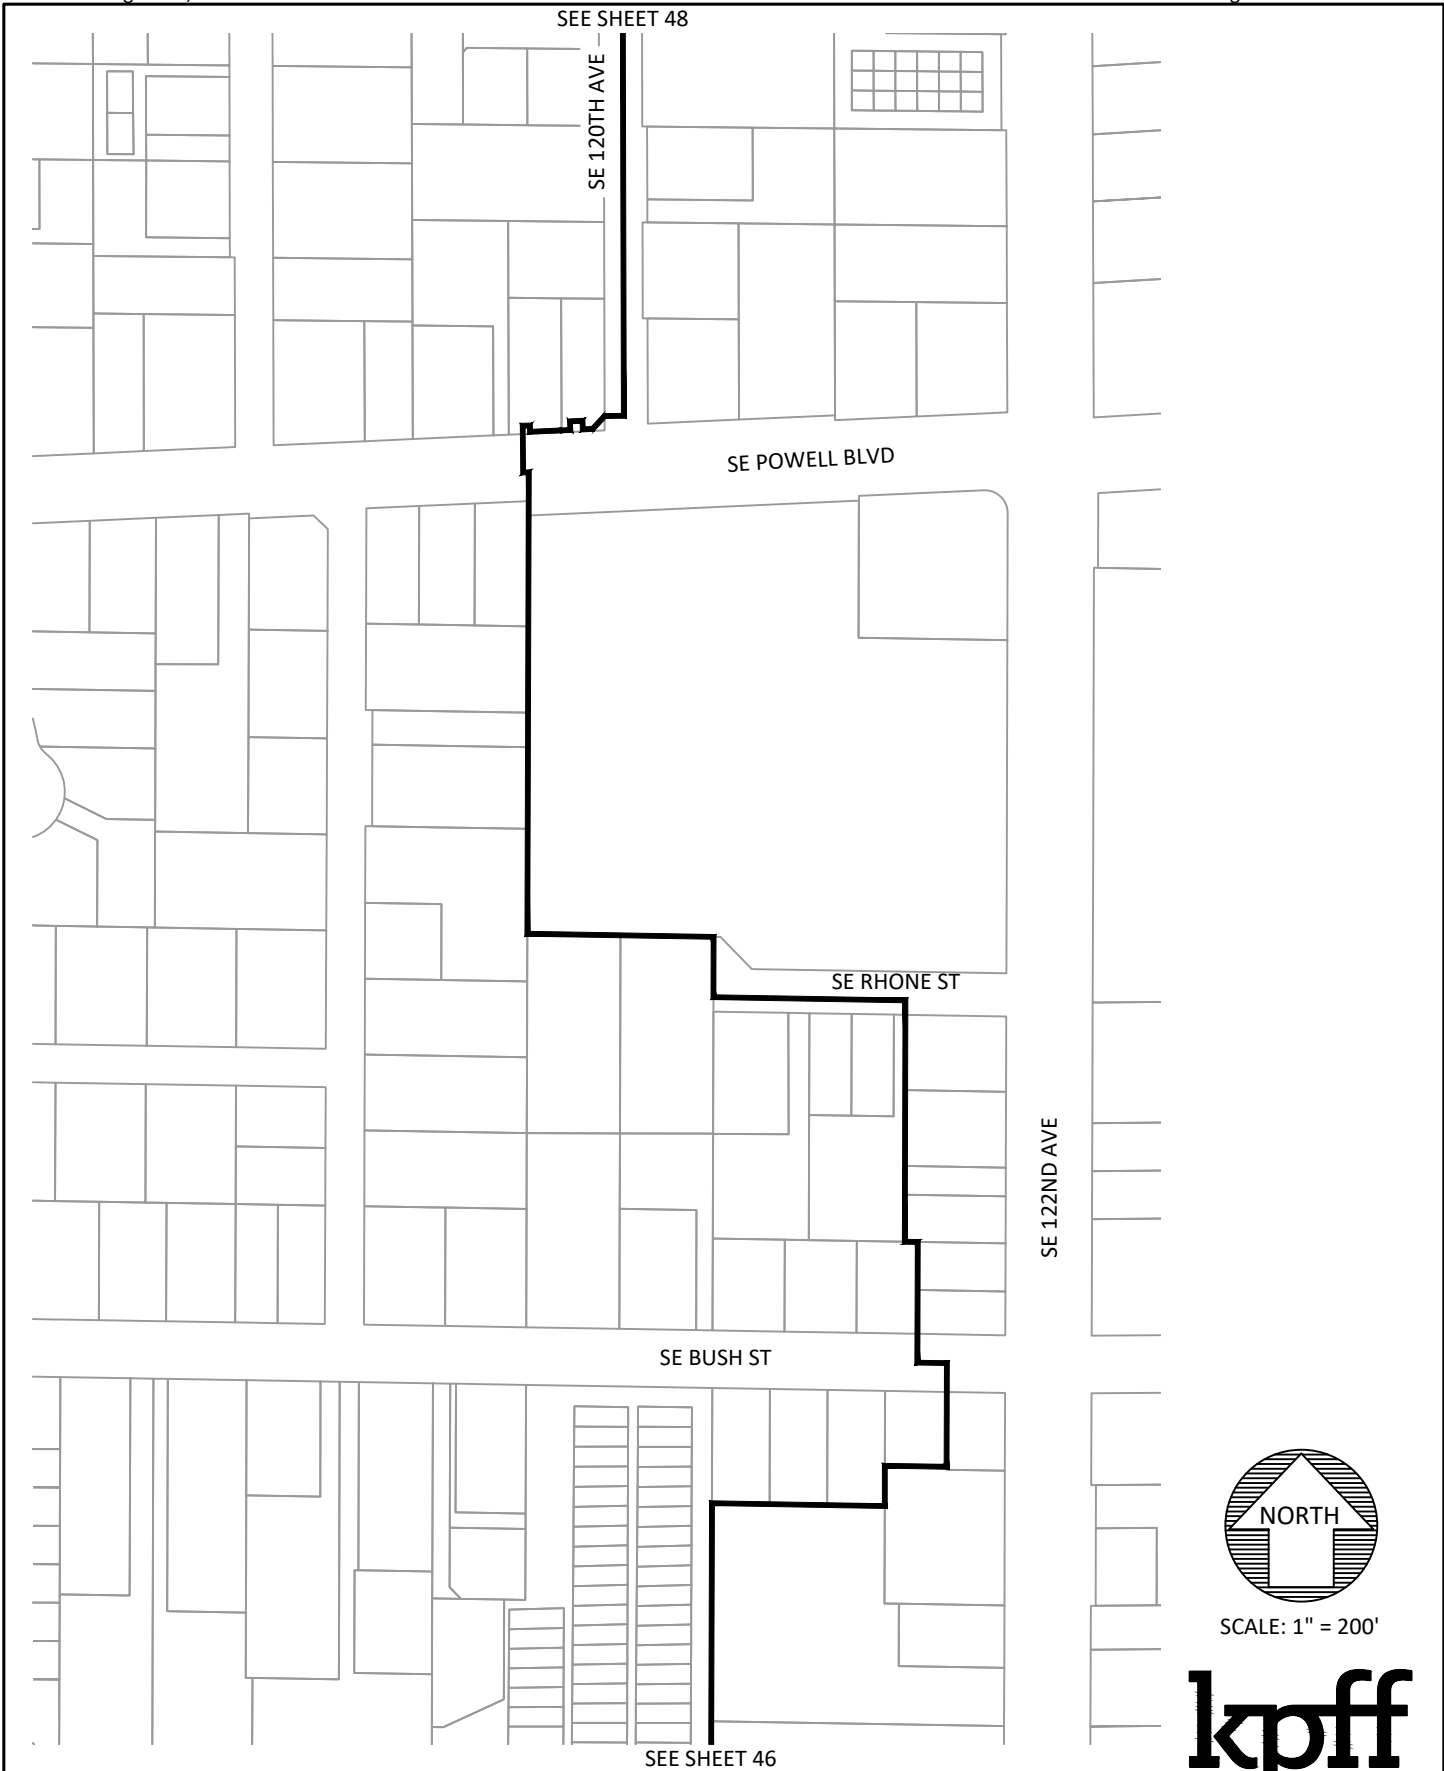 SEE SHEET 48
SE 120TH AVE
SE POWELL BLVD
SE RHONE ST
SE 122ND AVE
SE BUSH ST
NORTH
SCALE: 1" = 200'
kpff
SEE SHEET 46